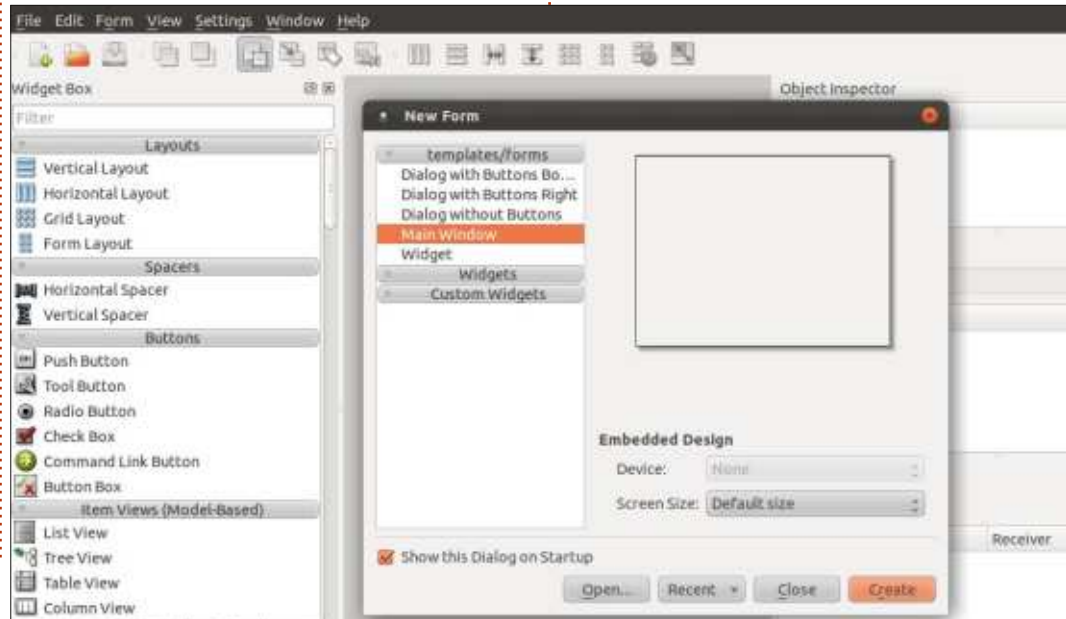 File Edit Form View Settings Window Help
Widget Box
Filter
Layouts
Vertical Layout
Horizontal Layout
Grid Layout
Form Layout
Spacers
Horizontal Spacer
Vertical Spacer
Buttons
Push Button
Tool Button
Radio Button
Check Box
Command Link Button
Button Box
Item Views (Model-Based)
List View
Tree View
Table View
Column View
Object Inspector
New Form
templates/forms
Dialog with Buttons Bo...
Dialog with Buttons Right
Dialog without Buttons
Main Window
Widget
Widgets
Custom Widgets
Embedded Design
Device: None
Screen Size: Default size
Show this Dialog on Startup
Open... Recent Close Create
Receiver